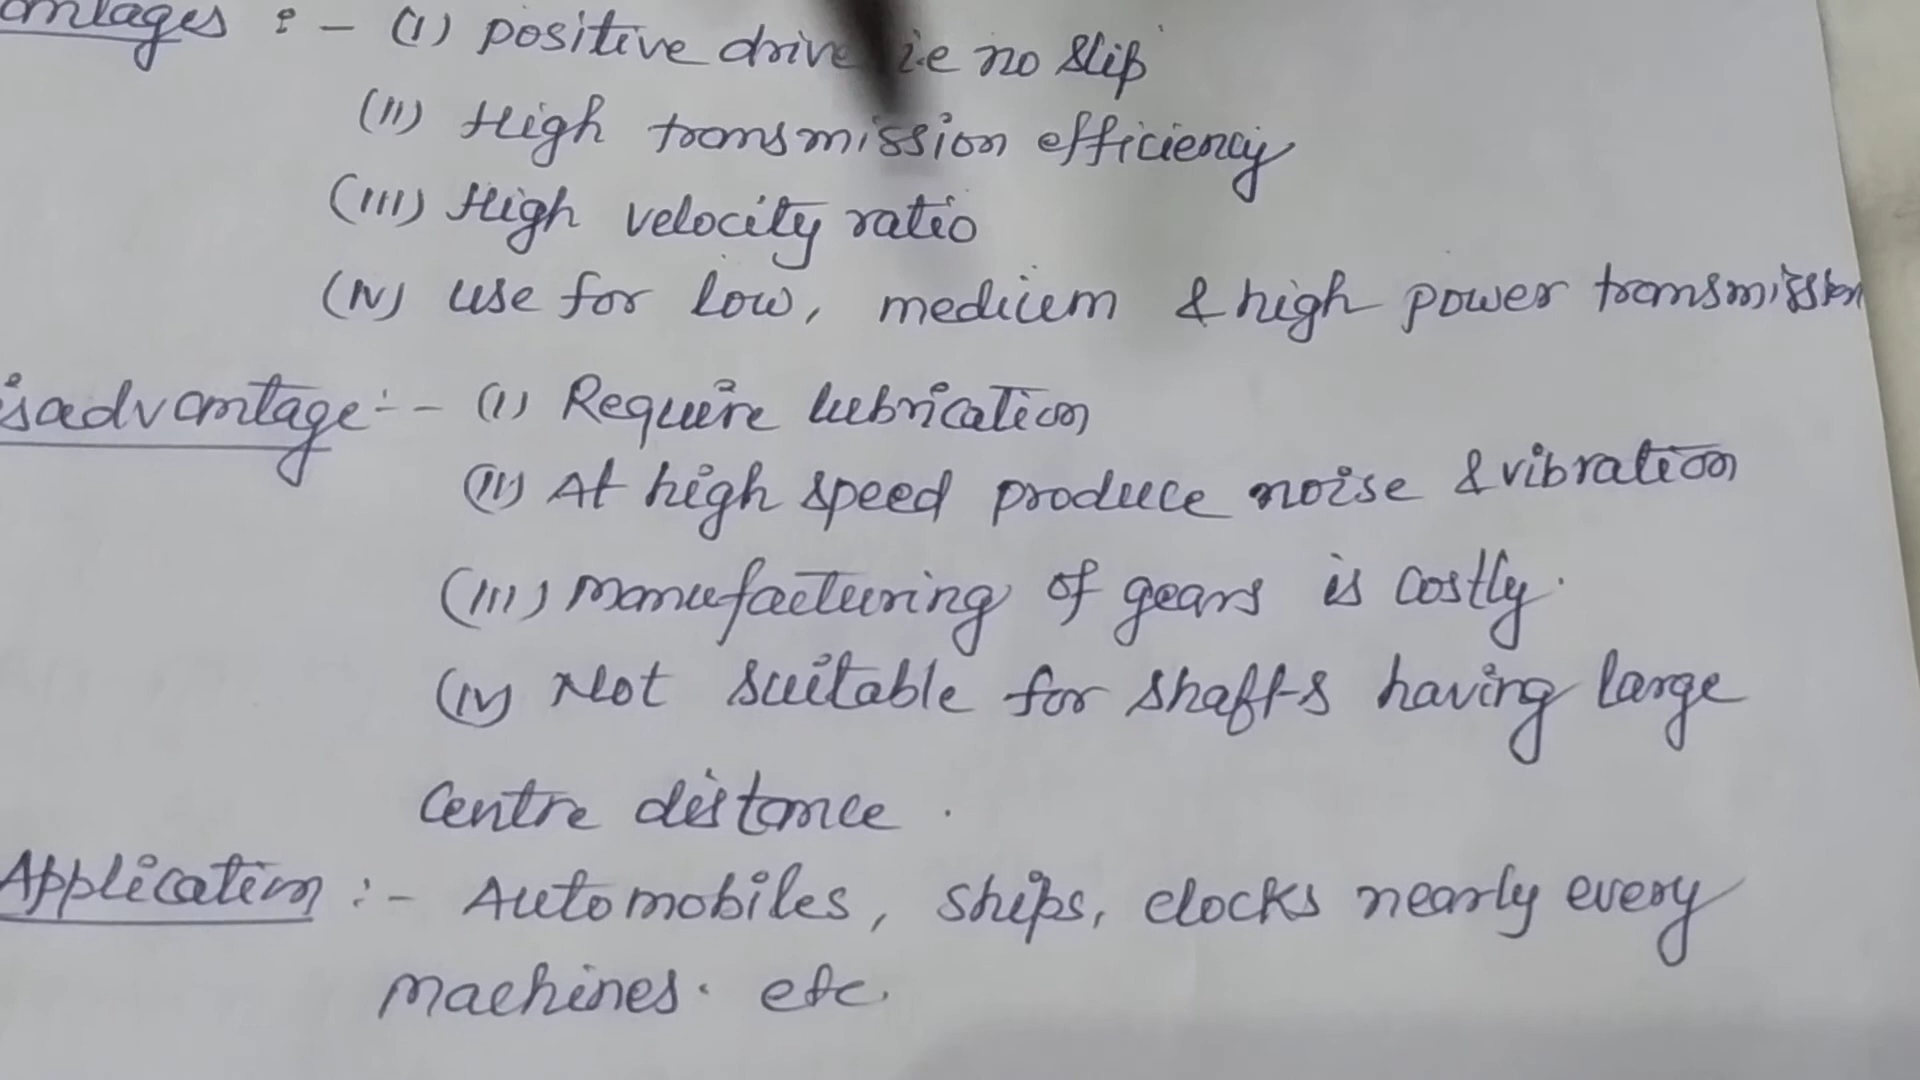 antages :- (I) positive drive i.e no slip
(II) High transmission efficiency
(III) High velocity ratio
(IV) use for low, medium & high power transmission
isadvantage :- - (I) Require lubrication
(II) At high speed produce noise & vibration
(III) Manufacturing of gears is costly.
(IV) Not suitable for shafts having large
centre distance.
Application :- Automobiles, ships, clocks nearly every
machines. etc.